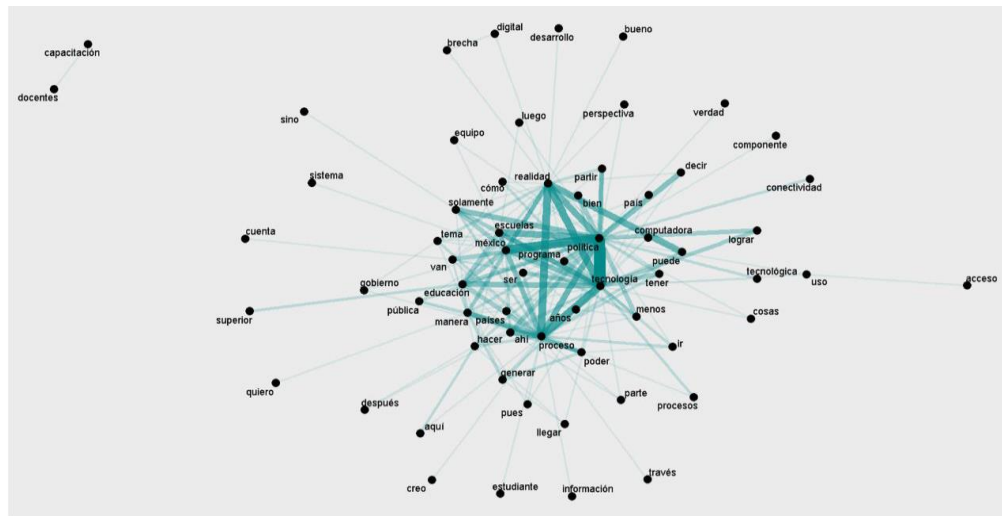 digital
bueno
desarrollo
brecha
capacitación
docentes
verdad
perspectiva
luego
sino
equipo
componente
decir
partir
realidad
sistema
conectividad
cómo
solamente
bien
país
escuelas
cuenta
tema
computadora
lograr
política
méxico
programa
puede
van
tecnológica
ser
tecnología
tener
uso
acceso
gobierno
educación
pública
menos
superior
manera
países
años
cosas
hacer
ahí
proceso
ir
poder
generar
quiero
parte
procesos
después
pues
aquí
llegar
través
creo
estudiante
información